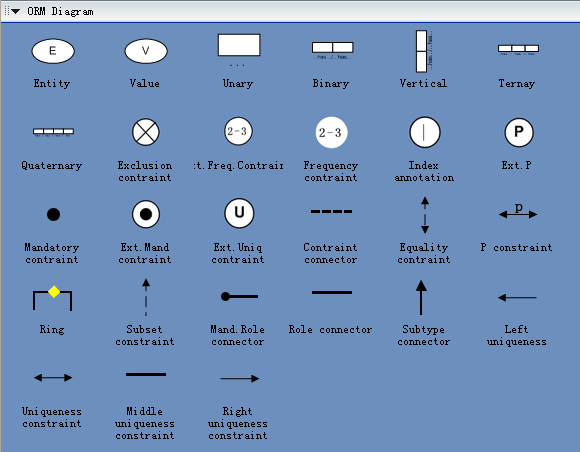 ORM Diagram
E
V
...
Entity
Value
Unary
Binary
Vertical
Ternay
2-3
2-3
P
Quaternary
Exclusion
contraint
:t.Freq.Contrair
Frequency
contraint
Index
annotation
Ext.P
U
p
Mandatory
contraint
Ext.Mand
contraint
Ext.Uniq
contraint
Contraint
connector
Equality
contraint
P constraint
Ring
Subset
constraint
Mand.Role
connector
Role connector
Subtype
connector
Left
uniqueness
Uniqueness
constraint
Middle
uniqueness
constraint
Right
uniqueness
constraint